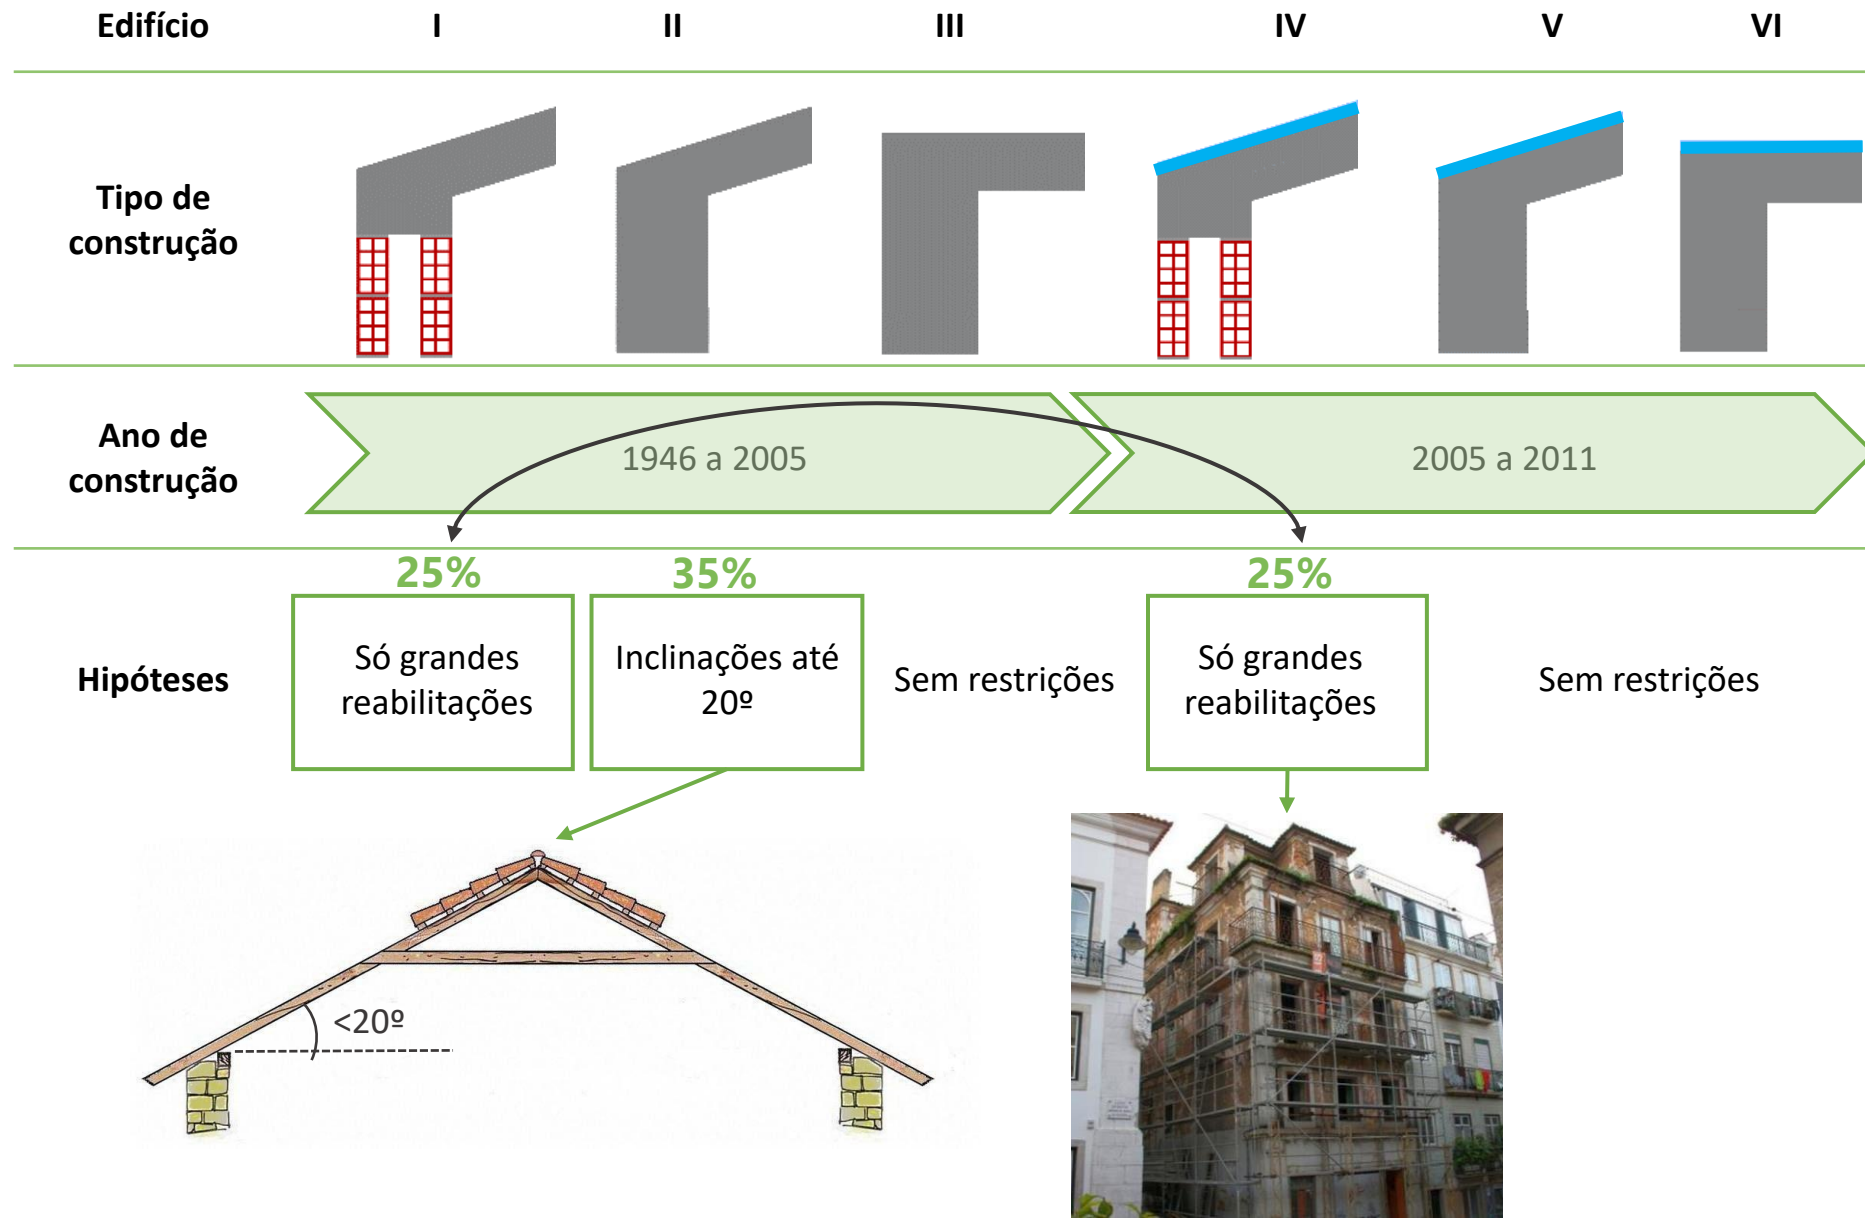 Edifício I II III IV V VI
Tipo de
construção
Ano de
construção
1946 a 2005
2005 a 2011
25% 35% 25%
Hipóteses
Só grandes
reabilitações
Inclinações até
20º
Sem restrições
Só grandes
reabilitações
Sem restrições
<20º